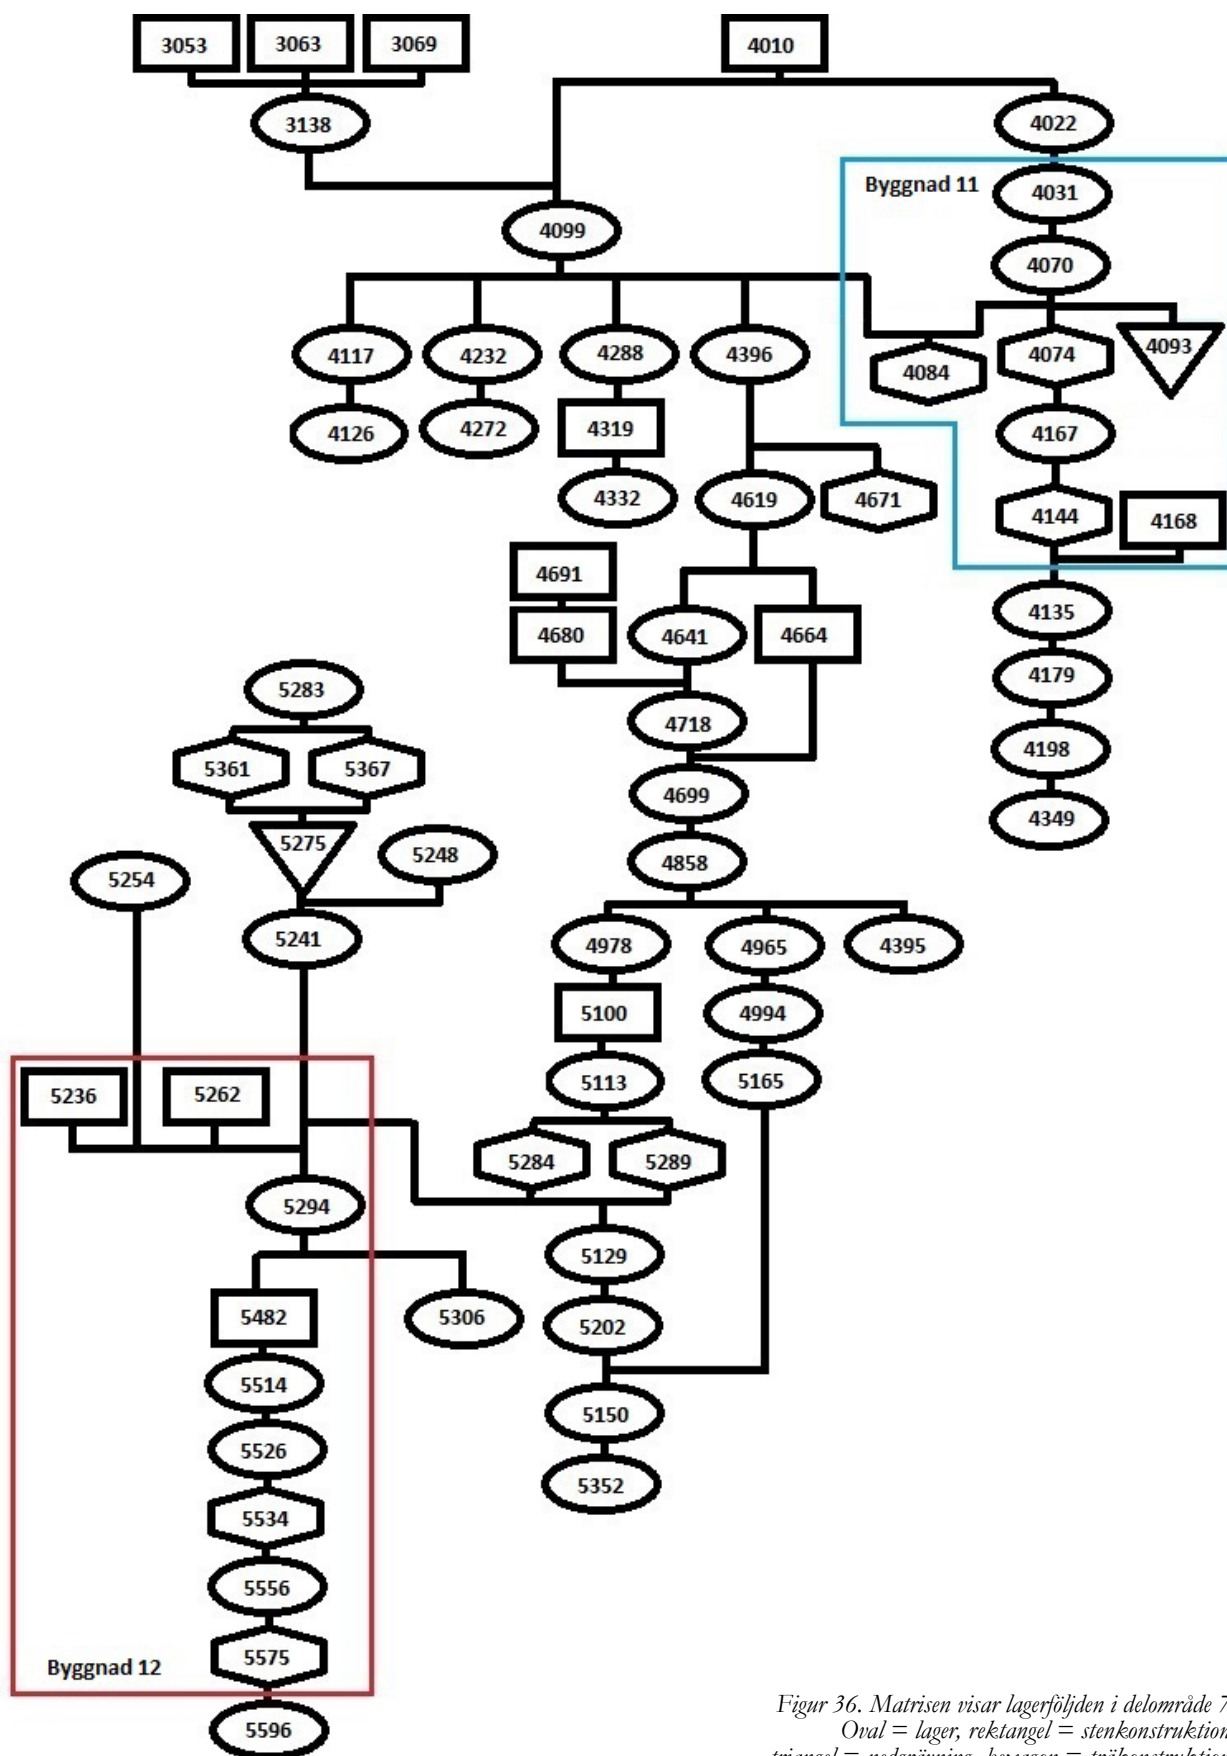 3053 3063 3069 4010
3138 4022
Byggnad 11 4031
4099
4070
4117 4232 4288 4396 4084 4074 4093
4126 4272 4319 4167
4332 4619 4671 4144 4168
4691
4680 4641 4664 4135
5283 4179
4718
5361 5367 4198
4699
5275 5248 4858 4349
5254
5241 4978 4965 4395
5100 4994
5236 5262 5113 5165
5284 5289
5294
5129
5482 5306 5202
5514
5150
5526
5352
5534
5556
5575
Byggnad 12
5596
Figur 36. Matrisen visar lagerföljden i delområde 7
Oval = lager, rektangel = stenkonstruktion
triangel = nedgrävning, hexagon = träkonstruktion